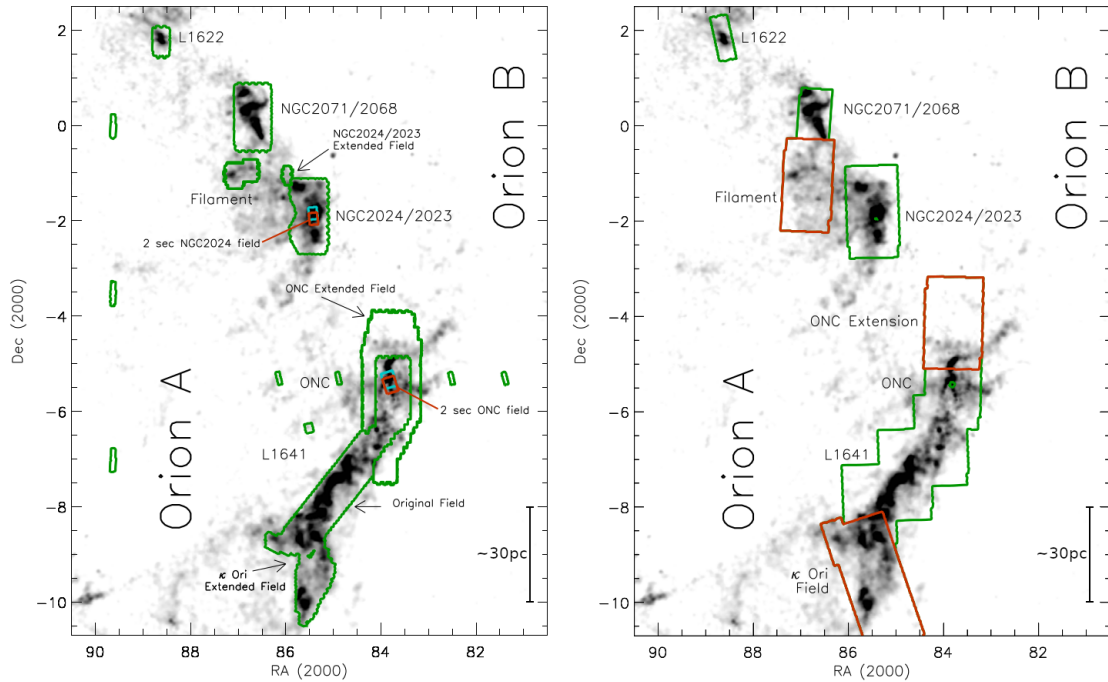 2
0
−2
−4
−6
−8
−10
Dec (2000)
90
88
86
84
82
RA (2000)
L1622
Orion B
NGC2071/2068
NGC2024/2023
Extended Field
Filament
NGC2024/2023
2 sec NGC2024 field
ONC Extended Field
Orion A
ONC
2 sec ONC field
L1641
Original Field
~30pc
κ Ori
Extended Field
2
0
−2
−4
−6
−8
−10
Dec (2000)
90
88
86
84
82
RA (2000)
L1622
Orion B
NGC2071/2068
Filament
NGC2024/2023
ONC Extension
Orion A
ONC
L1641
~30pc
κ Ori
Field